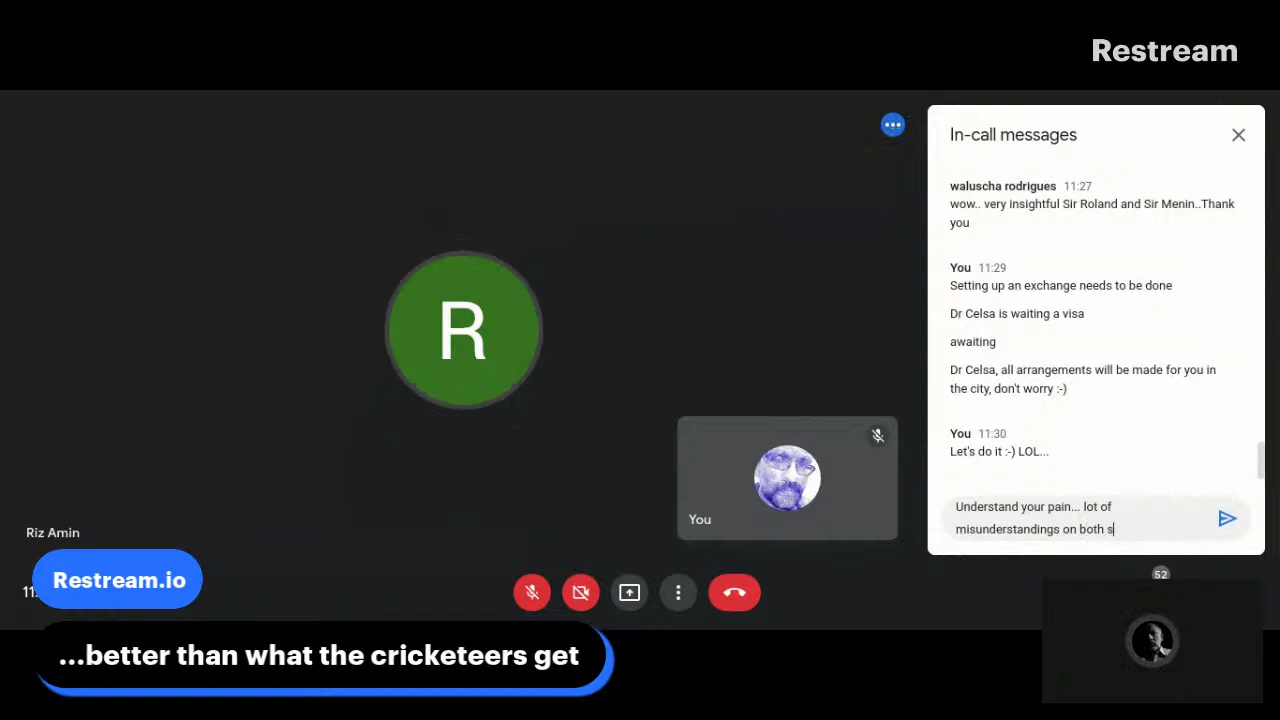 Restream
In-call messages
waluscha rodrigues 11:27
wow.. very insightful Sir Roland and Sir Menin..Thank
you
You 11:29
Setting up an exchange needs to be done
Dr Celsa is waiting a visa
awaiting
Dr Celsa, all arrangements will be made for you in
the city, don't worry :-)
You 11:30
Let's do it :-) LOL...
Understand your pain... lot of
misunderstandings on both s
R
You
Riz Amin
11:
Restream.io
52
...better than what the cricketeers get